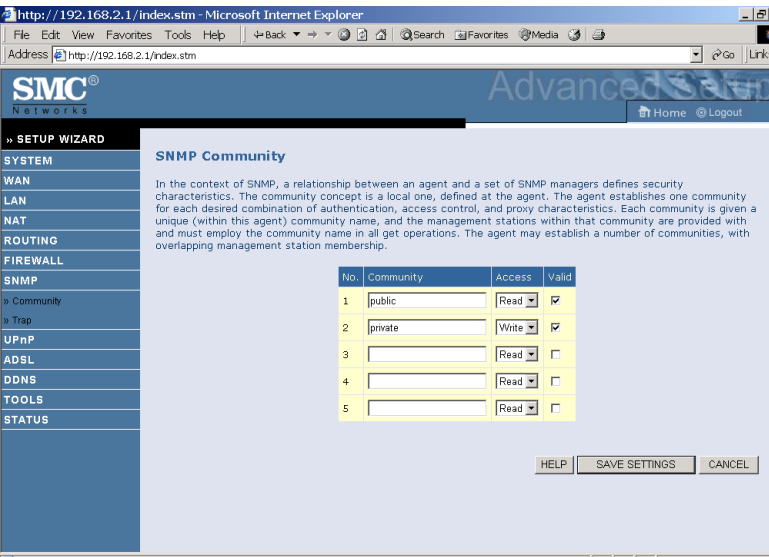 http://192.168.2.1/index.stm - Microsoft Internet Explorer
File Edit View Favorites Tools Help Back Search Favorites Media
Address http://192.168.2.1/index.stm Go Link
SMC®
Networks
Advanced Setup
Home Logout
» SETUP WIZARD
SYSTEM
WAN
LAN
NAT
ROUTING
FIREWALL
SNMP
» Community
» Trap
UPnP
ADSL
DDNS
TOOLS
STATUS
SNMP Community
In the context of SNMP, a relationship between an agent and a set of SNMP managers defines security
characteristics. The community concept is a local one, defined at the agent. The agent establishes one community
for each desired combination of authentication, access control, and proxy characteristics. Each community is given a
unique (within this agent) community name, and the management stations within that community are provided with
and must employ the community name in all get operations. The agent may establish a number of communities, with
overlapping management station membership.
No. Community Access Valid
1 public Read
2 private Write
3 Read
4 Read
5 Read
HELP SAVE SETTINGS CANCEL